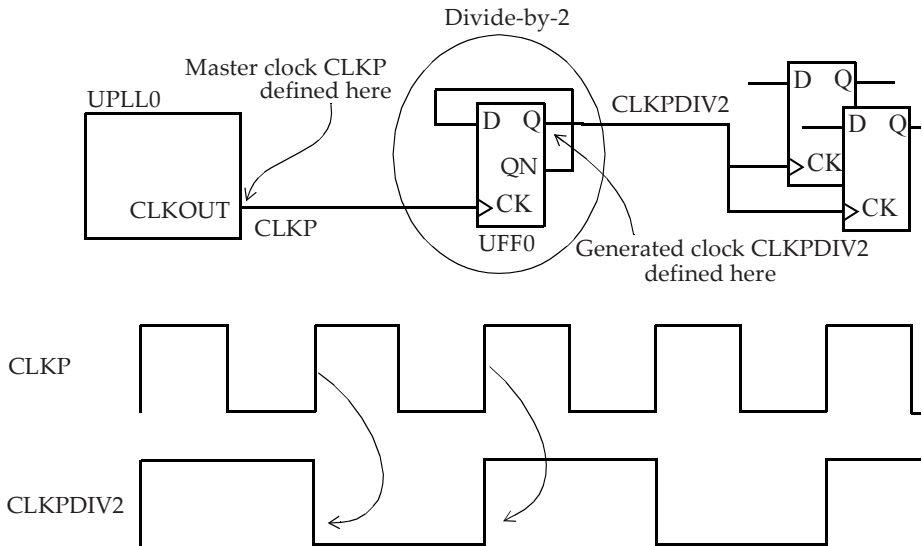 Divide-by-2
Master clock CLKP
defined here
UPLL0
CLKOUT
CLKP
D
Q
QN
CK
UFF0
CLKPDIV2
Generated clock CLKPDIV2
defined here
D
Q
CK
D
Q
CK
CLKP
CLKPDIV2